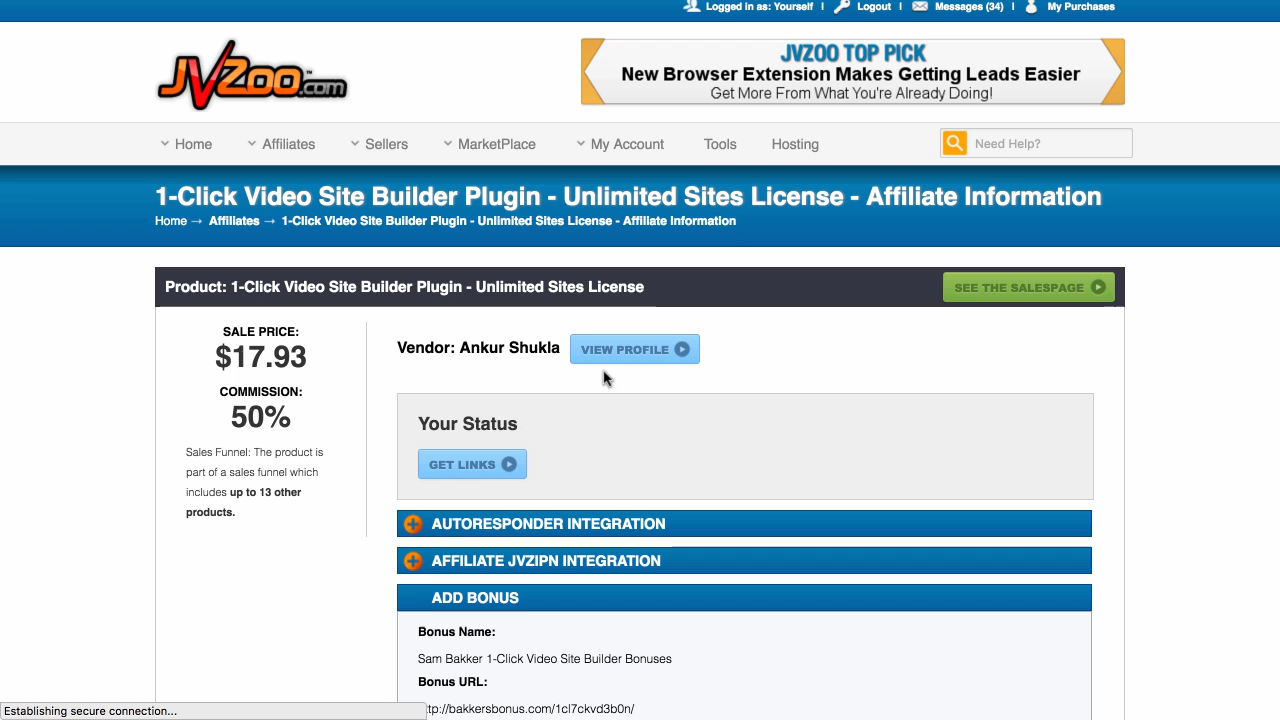 Logged in as: Yourself | Logout | Messages (34) | My Purchases
JVZoo.com
JVZOO TOP PICK
New Browser Extension Makes Getting Leads Easier
Get More From What You're Already Doing!
Home Affiliates Sellers MarketPlace My Account Tools Hosting Need Help?
1-Click Video Site Builder Plugin - Unlimited Sites License - Affiliate Information
Home → Affiliates → 1-Click Video Site Builder Plugin - Unlimited Sites License - Affiliate Information
Product: 1-Click Video Site Builder Plugin - Unlimited Sites License
SEE THE SALESPAGE
SALE PRICE:
$17.93
COMMISSION:
50%
Sales Funnel: The product is
part of a sales funnel which
includes up to 13 other
products.
Vendor: Ankur Shukla VIEW PROFILE
Your Status
GET LINKS
AUTORESPONDER INTEGRATION
AFFILIATE JVZIPN INTEGRATION
ADD BONUS
Bonus Name:
Sam Bakker 1-Click Video Site Builder Bonuses
Bonus URL:
ttp://bakkersbonus.com/1cl7ckvd3b0n/
Establishing secure connection...